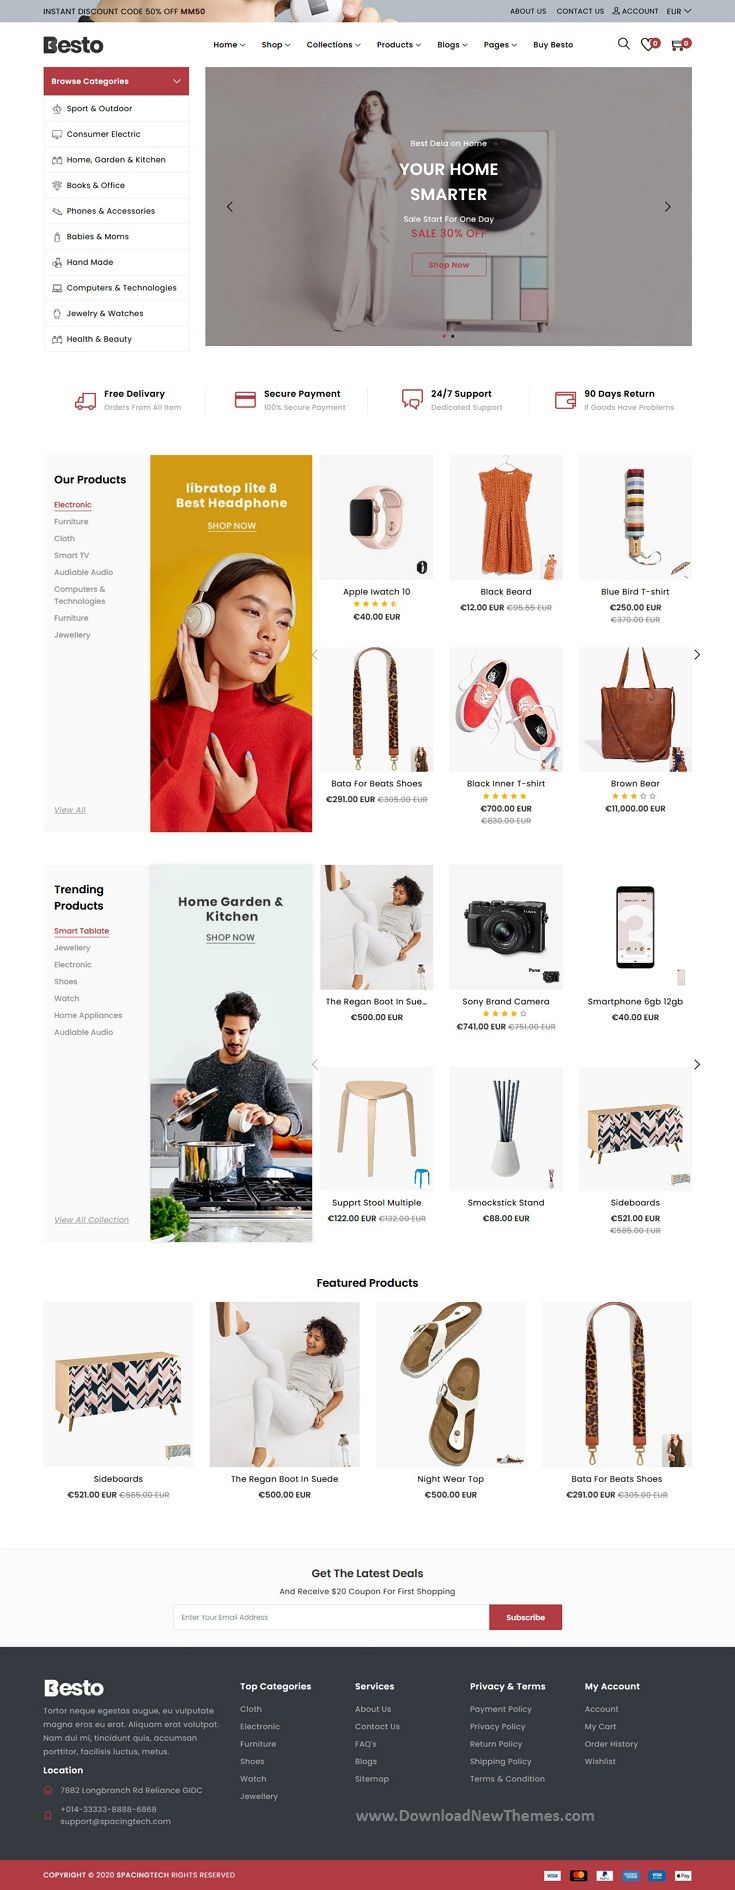 INSTANT DISCOUNT CODE 50% OFF MM50
ABOUT US CONTACT US ACCOUNT EUR
Besto
Home Shop Collections Products Blogs Pages Buy Besto
0 0
Browse Categories
Sport & Outdoor
Consumer Electric
Home, Garden & Kitchen
Books & Office
Phones & Accessories
Babies & Moms
Hand Made
Computers & Technologies
Jewelry & Watches
Health & Beauty
Best Dela on Home
YOUR HOME
SMARTER
Sale Start For One Day
SALE 30% OFF
Shop Now
Free Delivary
Orders From All Item
Secure Payment
100% Secure Payment
24/7 Support
Dedicated Support
90 Days Return
If Goods Have Problems
Our Products
Electronic
Furniture
Cloth
Smart TV
Audiable Audio
Computers &
Technologies
Furniture
Jewellery
View All
libratop lite 8
Best Headphone
SHOP NOW
Apple Iwatch 10
€40.00 EUR
Black Beard
€12.00 EUR €95.55 EUR
Blue Bird T-shirt
€250.00 EUR
€370.00 EUR
Bata For Beats Shoes
€291.00 EUR €305.00 EUR
Black Inner T-shirt
€700.00 EUR
€830.00 EUR
Brown Bear
€11,000.00 EUR
Trending
Products
Smart Tablate
Jewellery
Electronic
Shoes
Watch
Home Appliances
Audiable Audio
View All Collection
Home Garden &
Kitchen
SHOP NOW
The Regan Boot In Sue...
€500.00 EUR
Sony Brand Camera
€741.00 EUR €751.00 EUR
Smartphone 6gb 12gb
€40.00 EUR
Supprt Stool Multiple
€122.00 EUR €132.00 EUR
Smockstick Stand
€88.00 EUR
Sideboards
€521.00 EUR
€585.00 EUR
Featured Products
Sideboards
€521.00 EUR €585.00 EUR
The Regan Boot In Suede
€500.00 EUR
Night Wear Top
€500.00 EUR
Bata For Beats Shoes
€291.00 EUR €305.00 EUR
Get The Latest Deals
And Receive $20 Coupon For First Shopping
Enter Your Email Address
Subscribe
Besto
Tortor neque egestas augue, eu vulputate
magna eros eu erat. Aliquam erat volutpat.
Nam dui mi, tincidunt quis, accumsan
porttitor, facilisis luctus, metus.
Location
7882 Longbranch Rd Reliance GIDC
+014-33333-8888-6868
support@spacingtech.com
Top Categories
Cloth
Electronic
Furniture
Shoes
Watch
Jewellery
Services
About Us
Contact Us
FAQ's
Blogs
Sitemap
Privacy & Terms
Payment Policy
Privacy Policy
Return Policy
Shipping Policy
Terms & Condition
My Account
Account
My Cart
Order History
Wishlist
www.DownloadNewThemes.com
COPYRIGHT © 2020 SPACINGTECH RIGHTS RESERVED
VISA PayPal VISA Pay